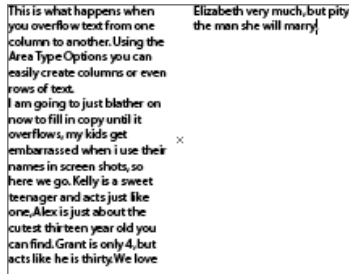 This is what happens when
you overflow text from one
column to another. Using the
Area Type Options you can
easily create columns or even
rows of text.
I am going to just blather on
now to fill in copy until it
overflows, my kids get
embarrassed when i use their
names in screen shots, so
here we go. Kelly is a sweet
teenager and acts just like
one,Alex is just about the
cutest thirteen year old you
can find. Grant is only 4, but
acts like he is thirty.We love
Elizabeth very much, but pity
the man she will marry